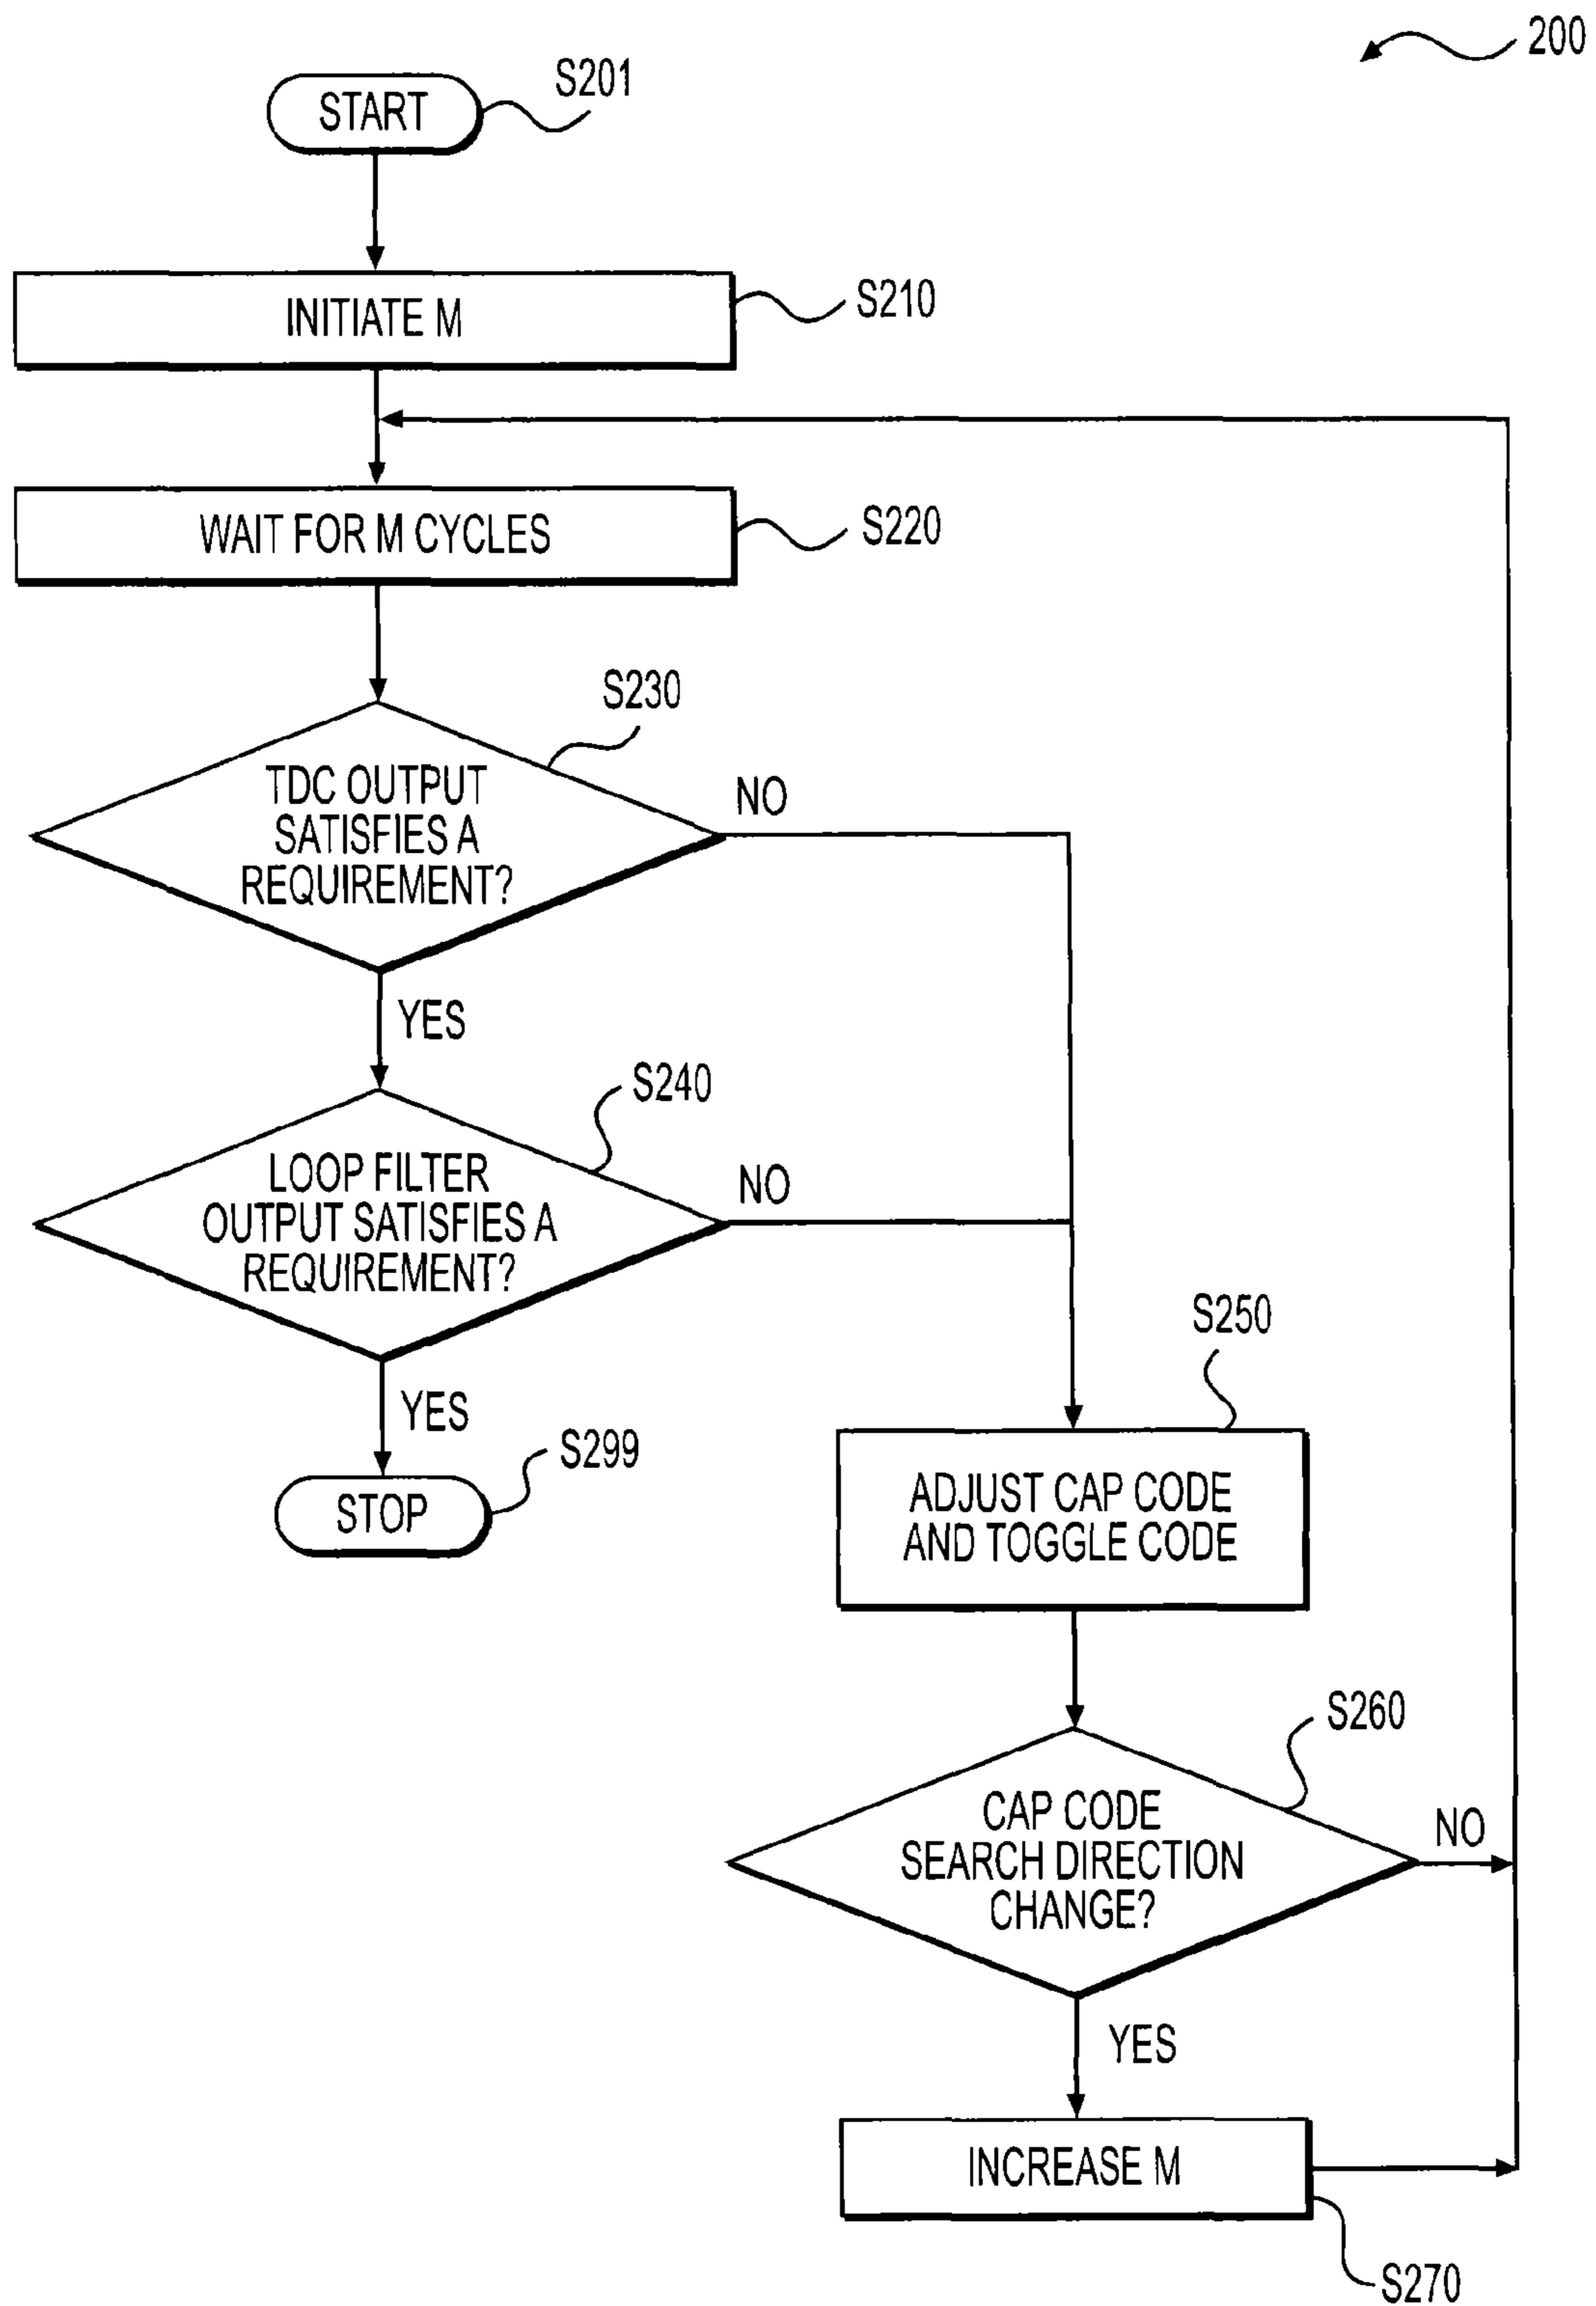 200
START
S201
INITIATE M
S210
WAIT FOR M CYCLES
S220
S230
TDC OUTPUT
SATISFIES A
REQUIREMENT?
NO
YES
S240
LOOP FILTER
OUTPUT SATISFIES A
REQUIREMENT?
NO
YES
S299
STOP
S250
ADJUST CAP CODE
AND TOGGLE CODE
S260
CAP CODE
SEARCH DIRECTION
CHANGE?
NO
YES
INCREASE M
S270